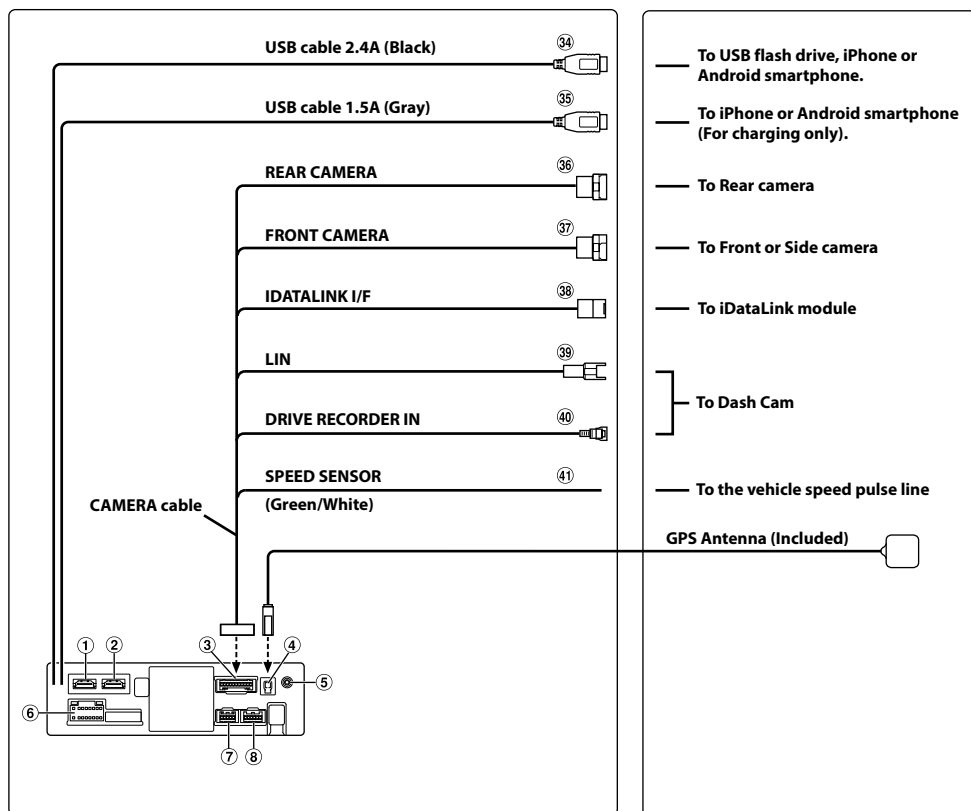 USB cable 2.4A (Black)
㉞
To USB flash drive, iPhone or
Android smartphone.
USB cable 1.5A (Gray)
㉟
To iPhone or Android smartphone
(For charging only).
REAR CAMERA
㊱
To Rear camera
FRONT CAMERA
㊲
To Front or Side camera
IDATALINK I/F
㊳
To iDataLink module
LIN
㊴
To Dash Cam
DRIVE RECORDER IN
㊵
SPEED SENSOR
(Green/White)
㊶
To the vehicle speed pulse line
CAMERA cable
GPS Antenna (Included)
① ② ③ ④
⑤
⑥
⑦ ⑧